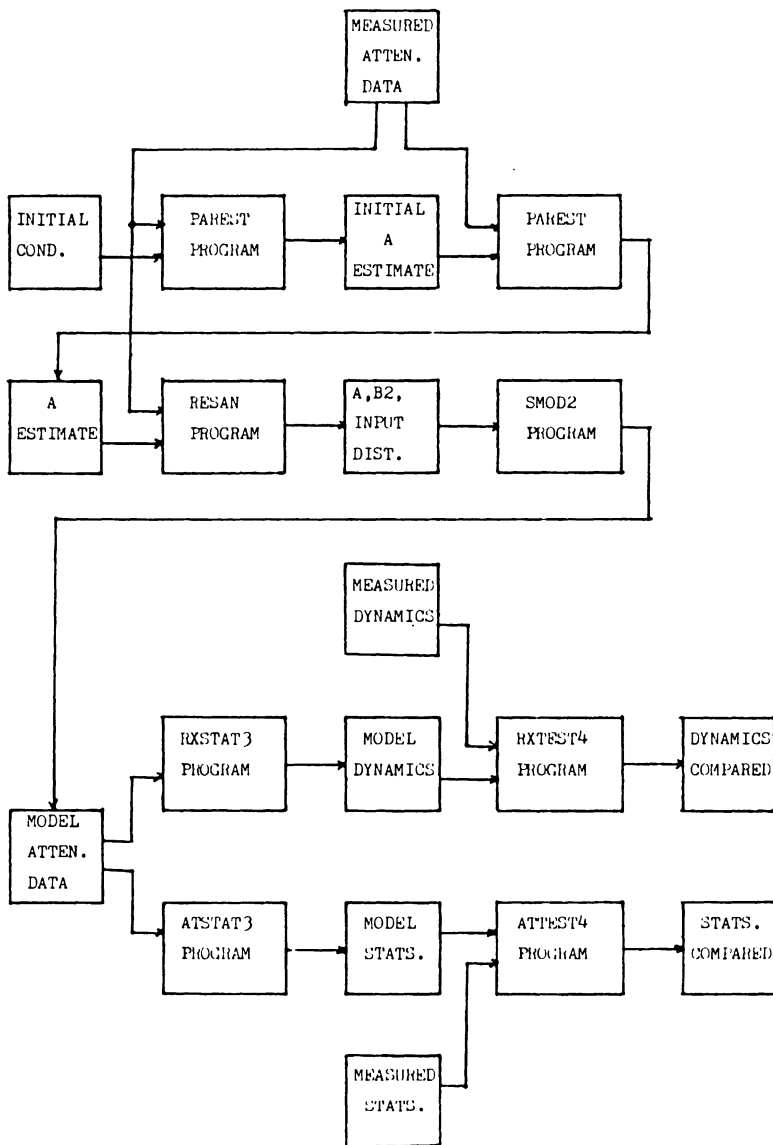 MEASURED
ATTEN.
DATA
INITIAL
COND.
PAREST
PROGRAM
INITIAL
A
ESTIMATE
PAREST
PROGRAM
A
ESTIMATE
RESAN
PROGRAM
A,B2,
INPUT
DIST.
SMOD2
PROGRAM
MEASURED
DYNAMICS
RXSTAT3
PROGRAM
MODEL
DYNAMICS
RXTEST4
PROGRAM
DYNAMICS
COMPARED
MODEL
ATTEN.
DATA
ATSTAT3
PROGRAM
MODEL
STATS.
ATTEST4
PROGRAM
STATS.
COMPARED
MEASURED
STATS.